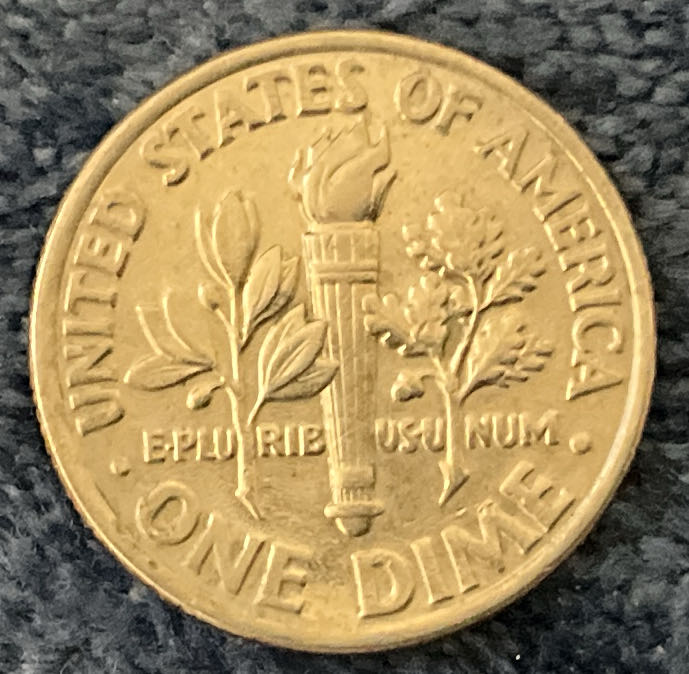 UNITED STATES OF AMERICA
E·PLURIBUS·UNUM
· ONE DIME ·